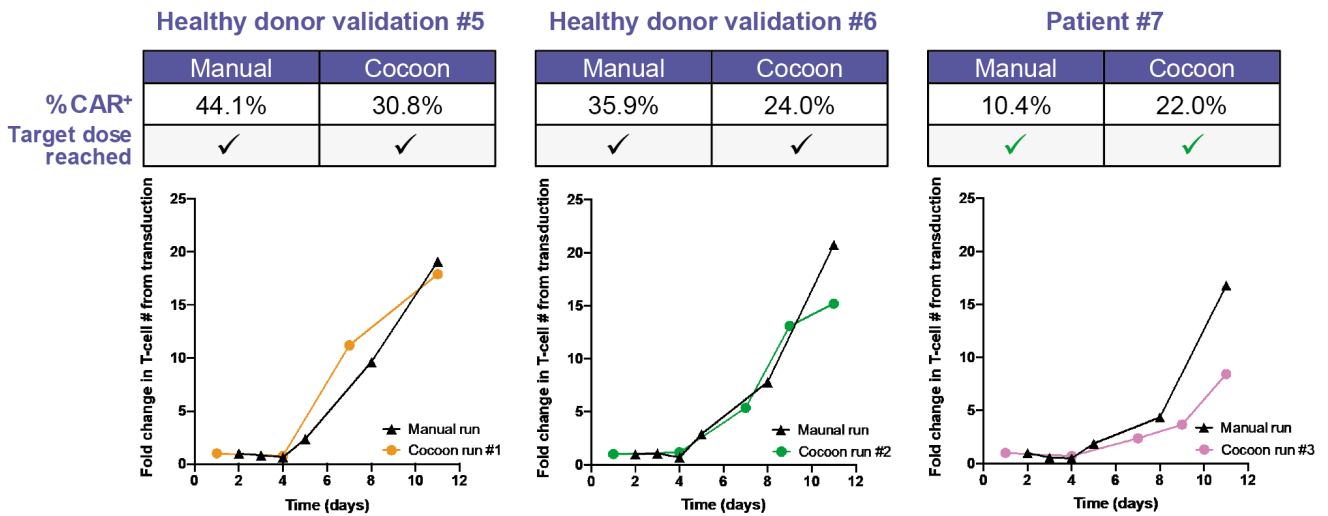 Healthy donor validation #5
Healthy donor validation #6
Patient #7
Manual Cocoon
Manual Cocoon
Manual Cocoon
%CAR⁺
44.1% 30.8%
35.9% 24.0%
10.4% 22.0%
Target dose
reached
✓ ✓
✓ ✓
✓ ✓
Fold change in T-cell # from transduction
25
20
15
10
5
0
0 2 4 6 8 10 12
Time (days)
Manual run
Cocoon run #1
Fold change in T-cell # from transduction
25
20
15
10
5
0
0 2 4 6 8 10 12
Time (days)
Maunal run
Cocoon run #2
Fold change in T-cell # from transduction
25
20
15
10
5
0
0 2 4 6 8 10 12
Time (days)
Manual run
Cocoon run #3